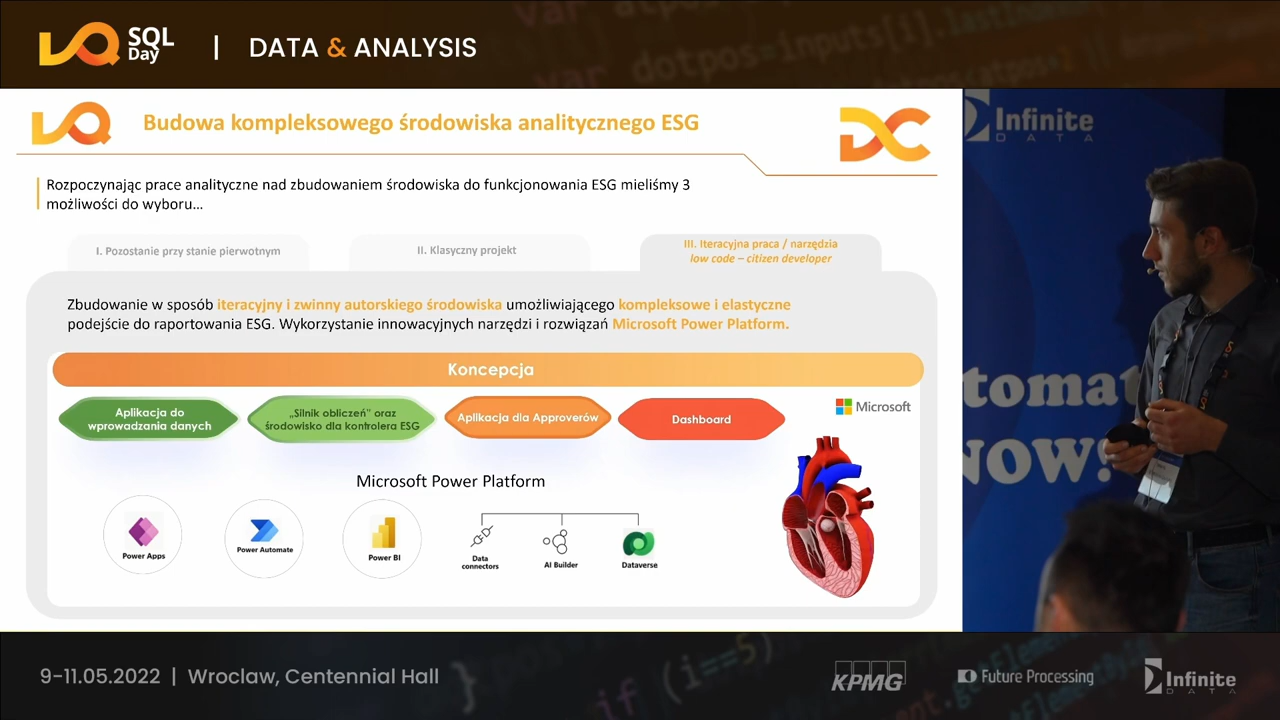 SQL
Day
| DATA & ANALYSIS
Budowa kompleksowego środowiska analitycznego ESG
Rozpoczynając prace analityczne nad zbudowaniem środowiska do funkcjonowania ESG mieliśmy 3
możliwości do wyboru...
I. Pozostanie przy stanie pierwotnym
II. Klasyczny projekt
III. Iteracyjna praca / narzędzia
low code – citizen developer
Zbudowanie w sposób iteracyjny i zwinny autorskiego środowiska umożliwiającego kompleksowe i elastyczne
podejście do raportowania ESG. Wykorzystanie innowacyjnych narzędzi i rozwiązań Microsoft Power Platform.
Koncepcja
Aplikacja do
wprowadzania danych
„Silnik obliczeń” oraz
środowisko dla kontrolera ESG
Aplikacja dla Approverów
Dashboard
Microsoft
Microsoft Power Platform
Power Apps
Power Automate
Power BI
Data
connectors
AI Builder
Dataverse
Infinite
DATA
tomat
NOW!
9-11.05.2022 | Wroclaw, Centennial Hall
KPMG
Future Processing
Infinite
DATA